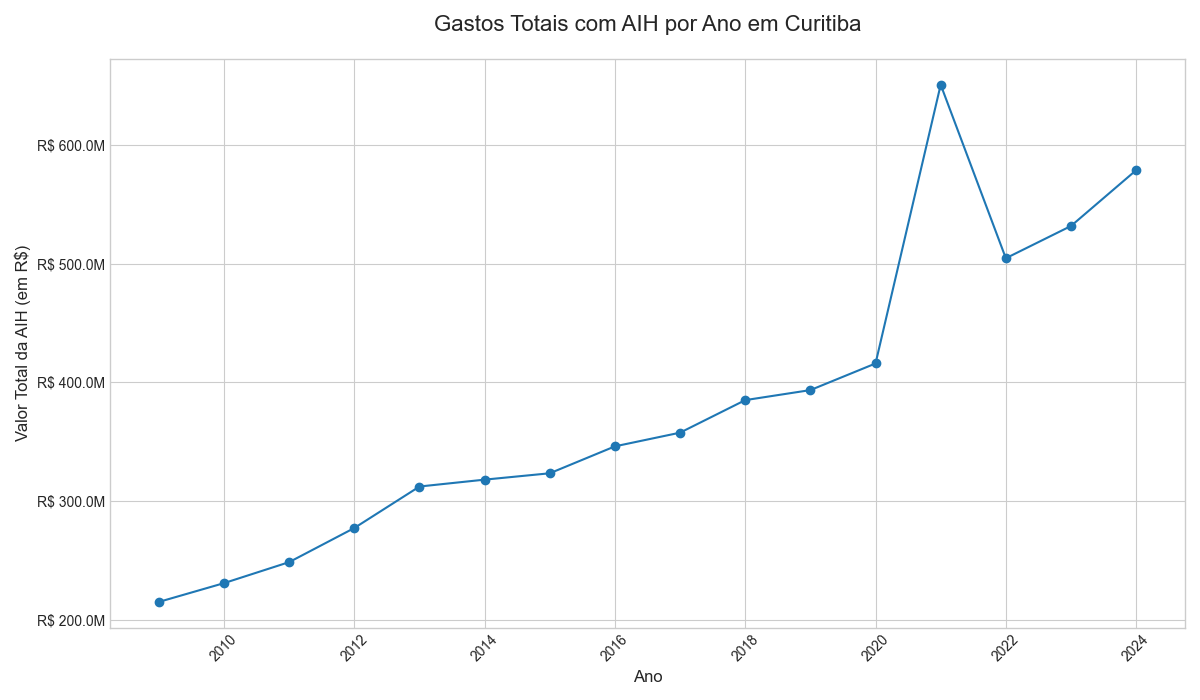 Gastos Totais com AIH por Ano em Curitiba
Valor Total da AIH (em R$)
R$ 600.0M
R$ 500.0M
R$ 400.0M
R$ 300.0M
R$ 200.0M
2010
2012
2014
2016
2018
2020
2022
2024
Ano